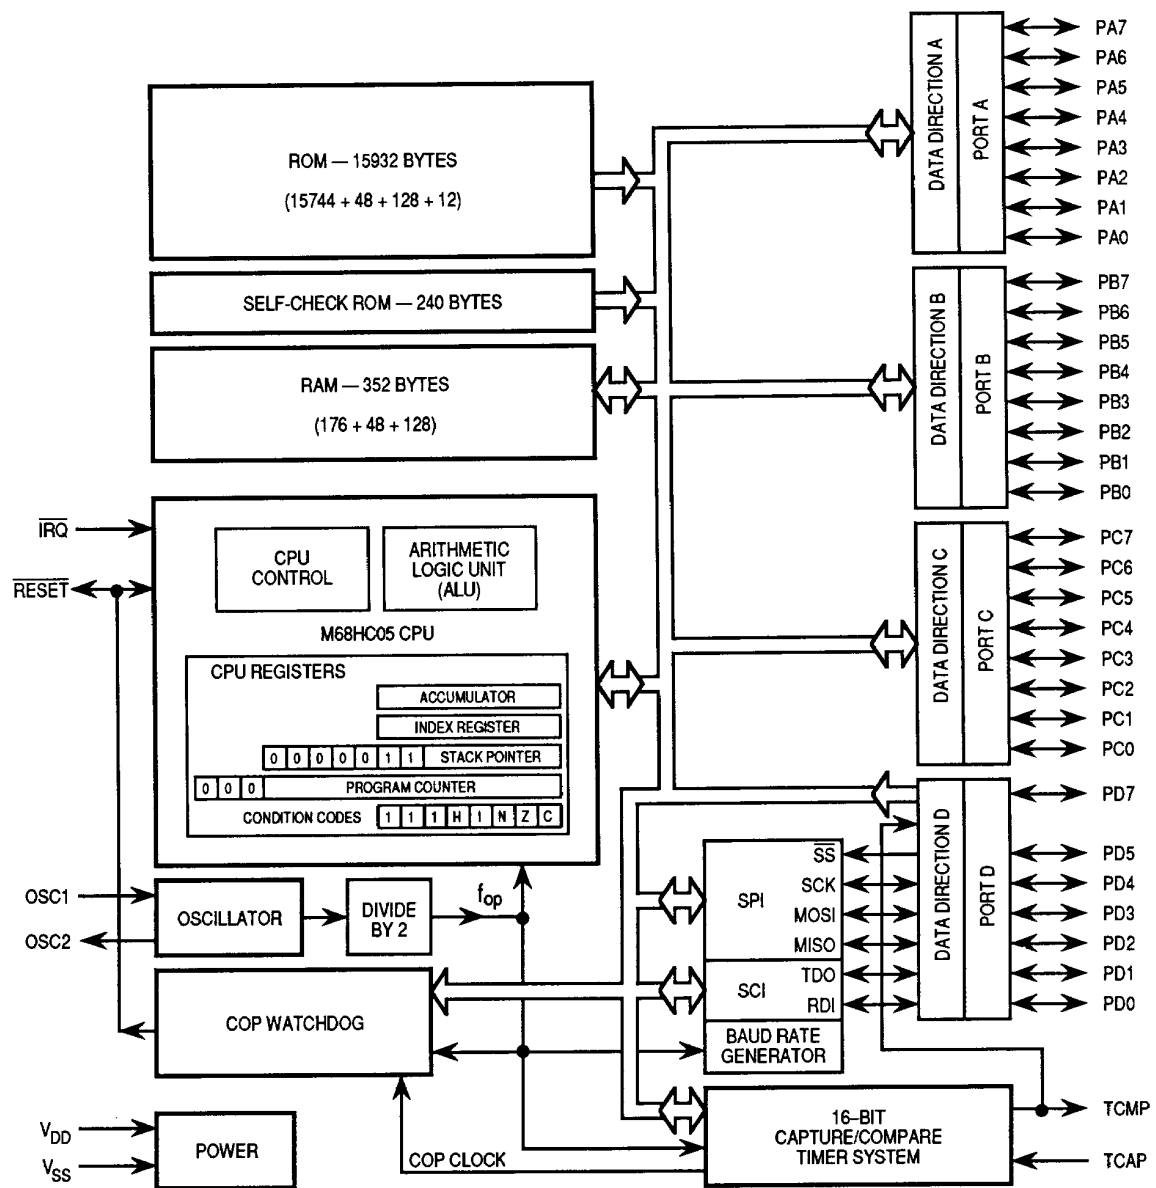 ROM — 15932 BYTES
(15744 + 48 + 128 + 12)
SELF-CHECK ROM — 240 BYTES
RAM — 352 BYTES
(176 + 48 + 128)
IRQ
RESET
CPU
CONTROL
ARITHMETIC
LOGIC UNIT
(ALU)
M68HC05 CPU
CPU REGISTERS
ACCUMULATOR
INDEX REGISTER
0 0 0 0 0 1 1 STACK POINTER
0 0 0 PROGRAM COUNTER
CONDITION CODES 1 1 1 H I N Z C
OSC1
OSC2
OSCILLATOR
DIVIDE
BY 2
fop
COP WATCHDOG
VDD
VSS
POWER
COP CLOCK
DATA DIRECTION A
PORT A
PA7
PA6
PA5
PA4
PA3
PA2
PA1
PA0
DATA DIRECTION B
PORT B
PB7
PB6
PB5
PB4
PB3
PB2
PB1
PB0
DATA DIRECTION C
PORT C
PC7
PC6
PC5
PC4
PC3
PC2
PC1
PC0
DATA DIRECTION D
PORT D
PD7
PD5
PD4
PD3
PD2
PD1
PD0
SPI
SS
SCK
MOSI
MISO
SCI
TDO
RDI
BAUD RATE
GENERATOR
16–BIT
CAPTURE/COMPARE
TIMER SYSTEM
TCMP
TCAP